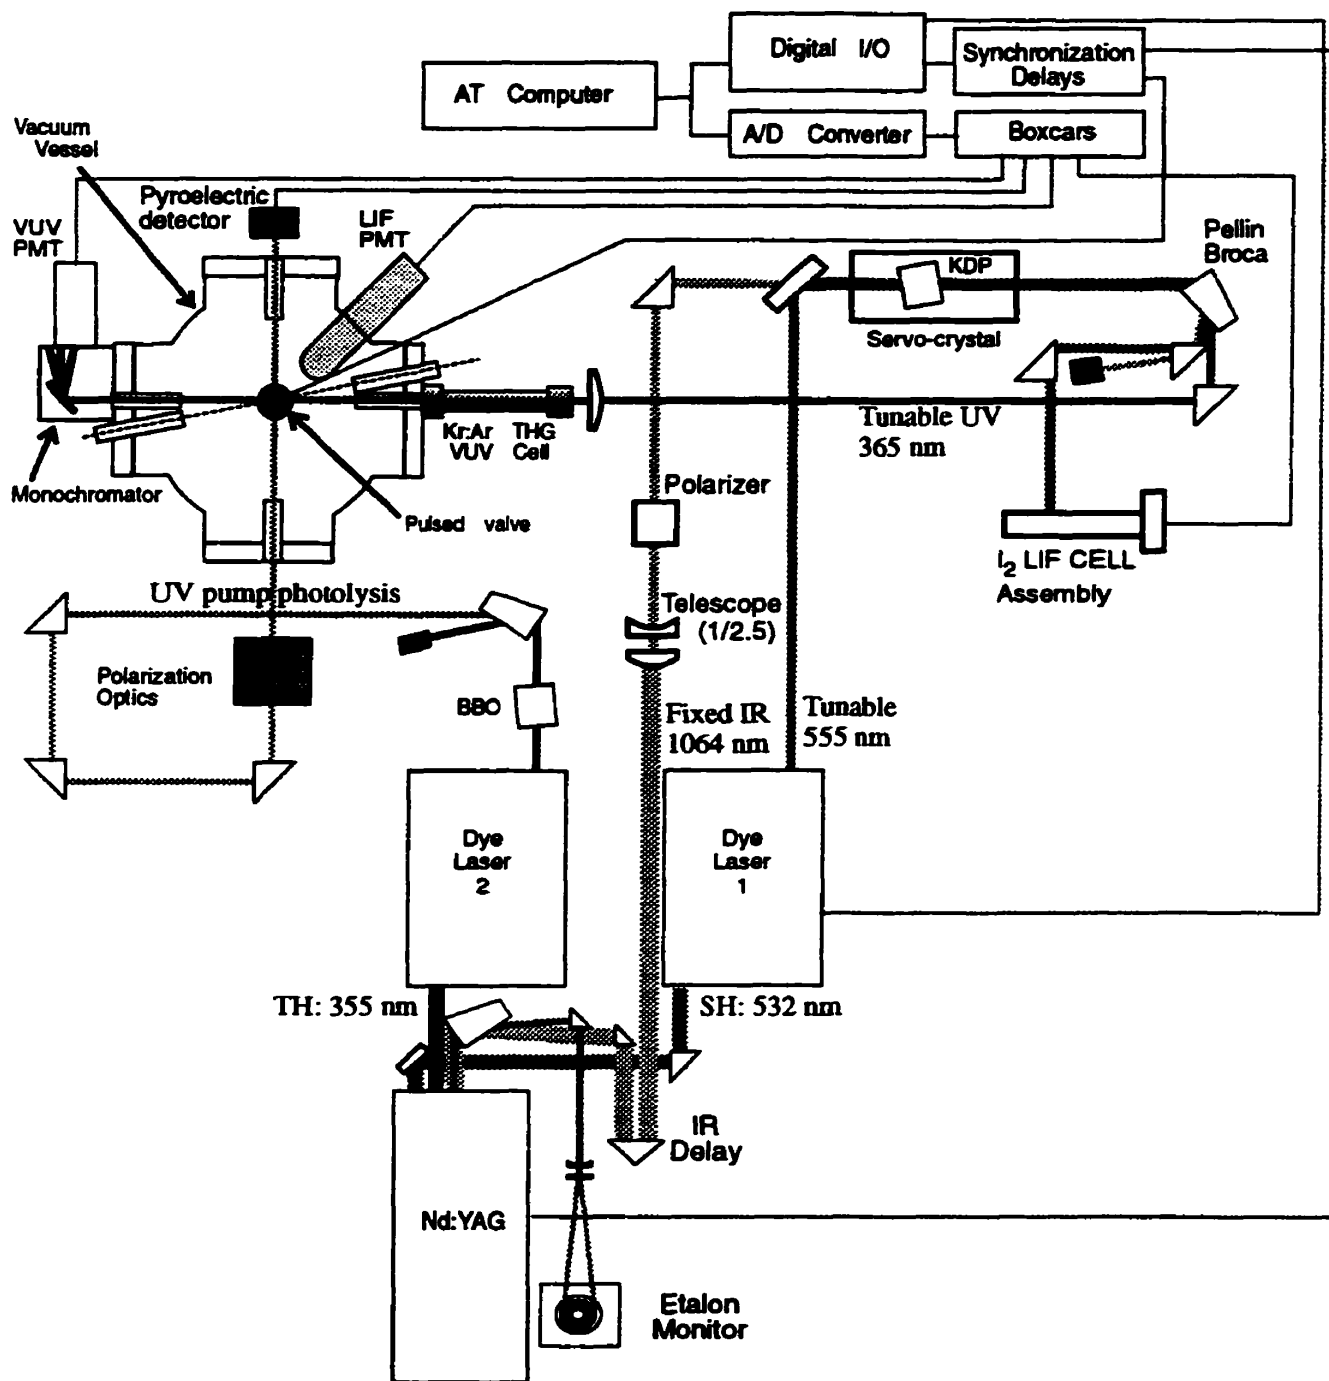 Digital I/O
Synchronization
Delays
AT Computer
A/D Converter
Boxcars
Vacuum
Vessel
Pyroelectric
detector
VUV
PMT
LIF
PMT
Pellin
Broca
KDP
Servo-crystal
Tunable UV
365 nm
Kr:Ar THG
VUV Cell
Monochromator
Pulsed valve
Polarizer
I2 LIF CELL
Assembly
UV pump photolysis
Telescope
(1/2.5)
Polarization
Optics
BBO
Fixed IR
1064 nm
Tunable
555 nm
Dye
Laser
2
Dye
Laser
1
TH: 355 nm
SH: 532 nm
IR
Delay
Nd:YAG
Etalon
Monitor